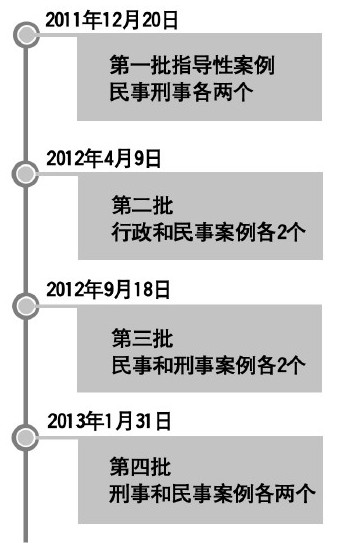 2011年12月20日
第一批指导性案例
民事刑事各两个
2012年4月9日
第二批
行政和民事案例各2个
2012年9月18日
第三批
民事和刑事案例各2个
2013年1月31日
第四批
刑事和民事案例各两个